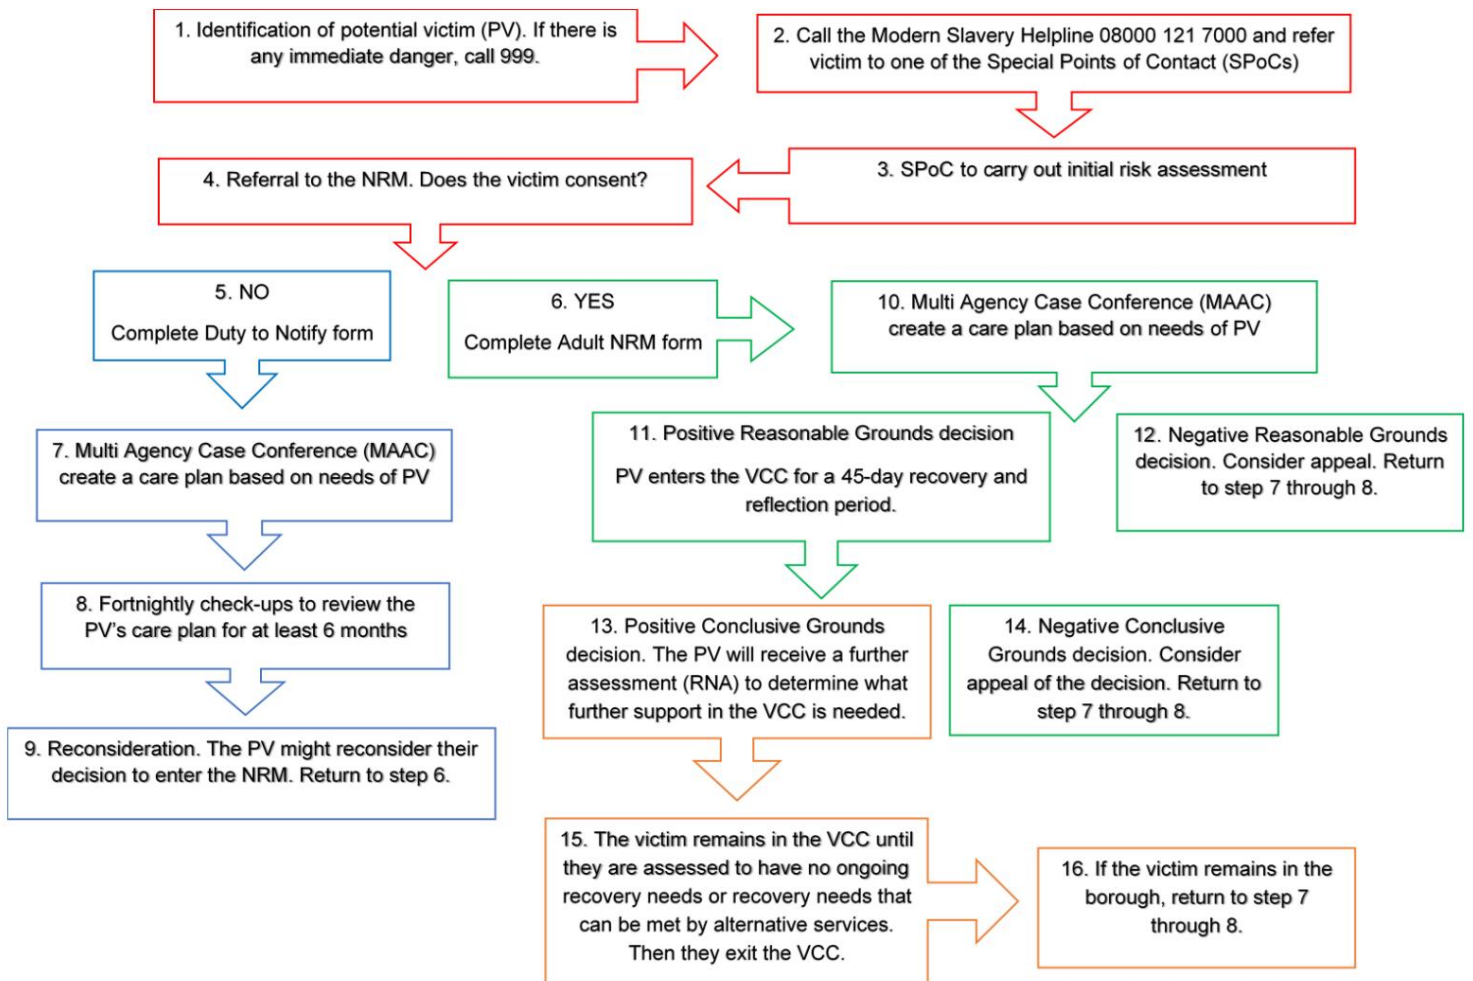 1. Identification of potential victim (PV). If there is
any immediate danger, call 999.
2. Call the Modern Slavery Helpline 08000 121 7000 and refer
victim to one of the Special Points of Contact (SPoCs)
3. SPoC to carry out initial risk assessment
4. Referral to the NRM. Does the victim consent?
5. NO
Complete Duty to Notify form
6. YES
Complete Adult NRM form
7. Multi Agency Case Conference (MAAC)
create a care plan based on needs of PV
8. Fortnightly check-ups to review the
PV's care plan for at least 6 months
9. Reconsideration. The PV might reconsider their
decision to enter the NRM. Return to step 6.
10. Multi Agency Case Conference (MAAC)
create a care plan based on needs of PV
11. Positive Reasonable Grounds decision
PV enters the VCC for a 45-day recovery and
reflection period.
12. Negative Reasonable Grounds
decision. Consider appeal. Return
to step 7 through 8.
13. Positive Conclusive Grounds
decision. The PV will receive a further
assessment (RNA) to determine what
further support in the VCC is needed.
14. Negative Conclusive
Grounds decision. Consider
appeal of the decision. Return to
step 7 through 8.
15. The victim remains in the VCC until
they are assessed to have no ongoing
recovery needs or recovery needs that
can be met by alternative services.
Then they exit the VCC.
16. If the victim remains in the
borough, return to step 7
through 8.